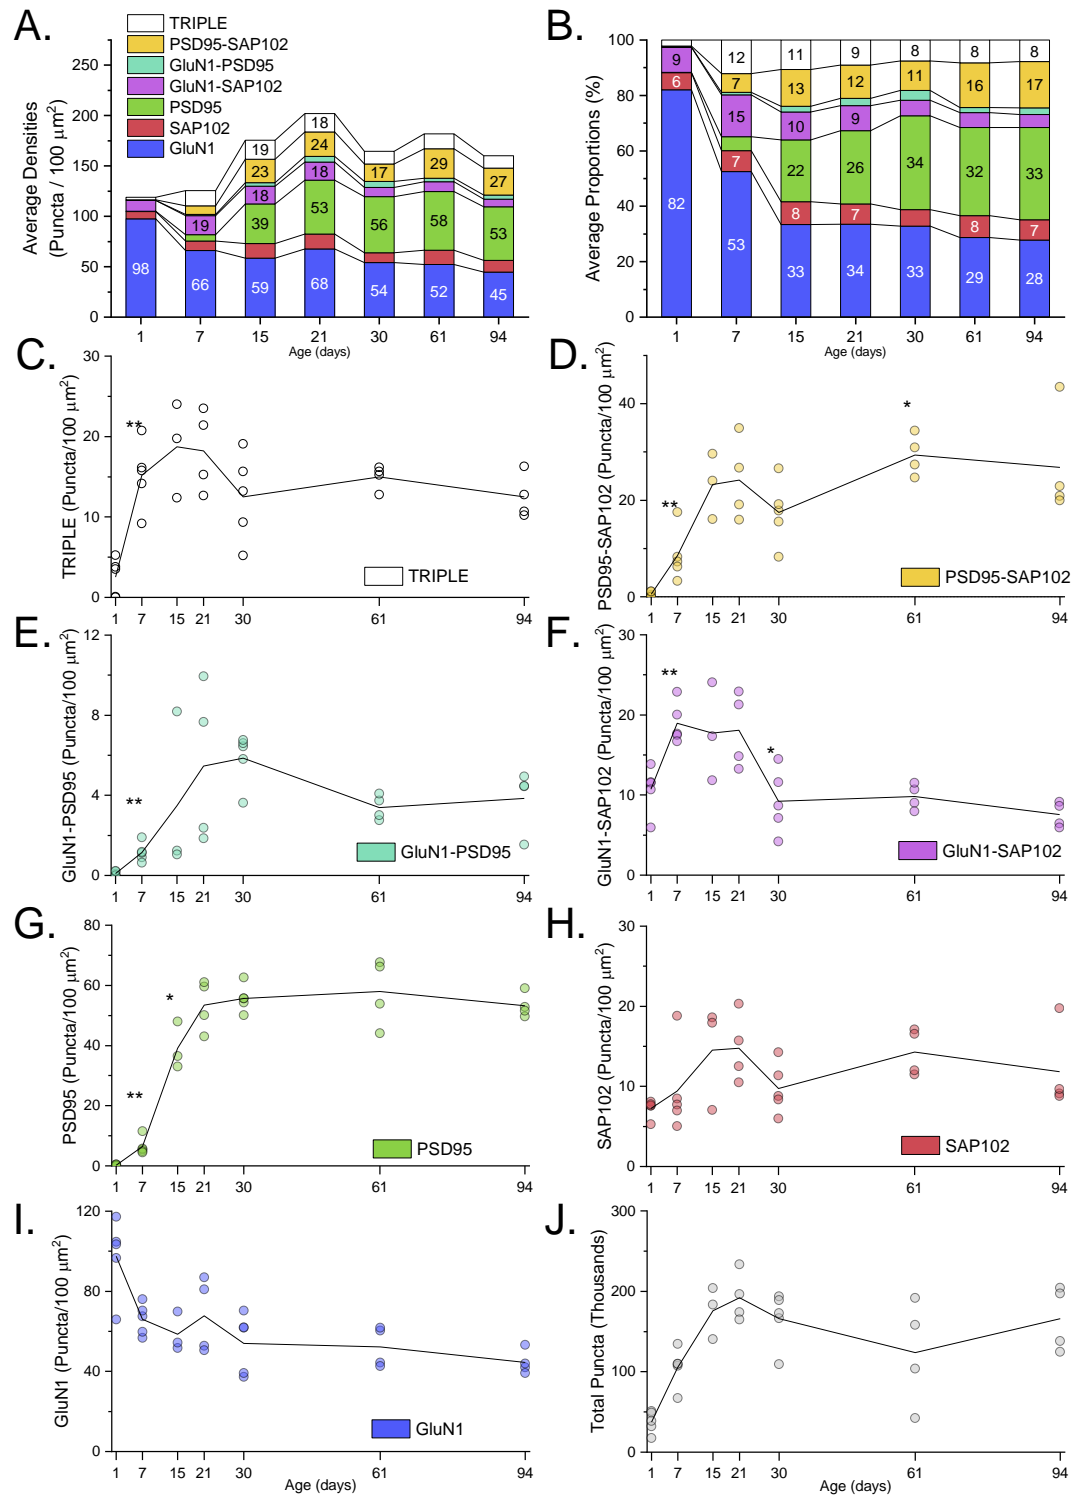 A.
TRIPLE
PSD95-SAP102
GluN1-PSD95
GluN1-SAP102
PSD95
SAP102
GluN1
Average Densities
(Puncta / 100 μm²)
250
200
150
100
50
0
98
66
19
59
39
18
23
19
68
53
18
24
18
54
56
17
52
58
29
45
53
27
1 7 15 21 30 61 94
Age (days)
B.
Average Proportions (%)
100
80
60
40
20
0
9
6
82
12
7
15
7
53
11
13
10
22
8
33
9
12
9
26
7
34
8
11
34
33
8
16
32
8
29
8
17
33
7
28
1 7 15 21 30 61 94
Age (days)
C.
TRIPLE (Puncta/100 μm²)
30
20
10
0
**
TRIPLE
1 7 15 21 30 61 94
D.
PSD95-SAP102 (Puncta/100 μm²)
40
20
0
**
*
PSD95-SAP102
1 7 15 21 30 61 94
E.
GluN1-PSD95 (Puncta/100 μm²)
12
8
4
0
**
GluN1-PSD95
1 7 15 21 30 61 94
F.
GluN1-SAP102 (Puncta/100 μm²)
30
20
10
0
**
*
GluN1-SAP102
1 7 15 21 30 61 94
G.
PSD95 (Puncta/100 μm²)
80
60
40
20
0
**
*
PSD95
1 7 15 21 30 61 94
H.
SAP102 (Puncta/100 μm²)
30
20
10
0
SAP102
1 7 15 21 30 61 94
I.
GluN1 (Puncta/100 μm²)
120
80
40
0
GluN1
1 7 15 21 30 61 94
Age (days)
J.
Total Puncta (Thousands)
300
200
100
0
1 7 15 21 30 61 94
Age (days)